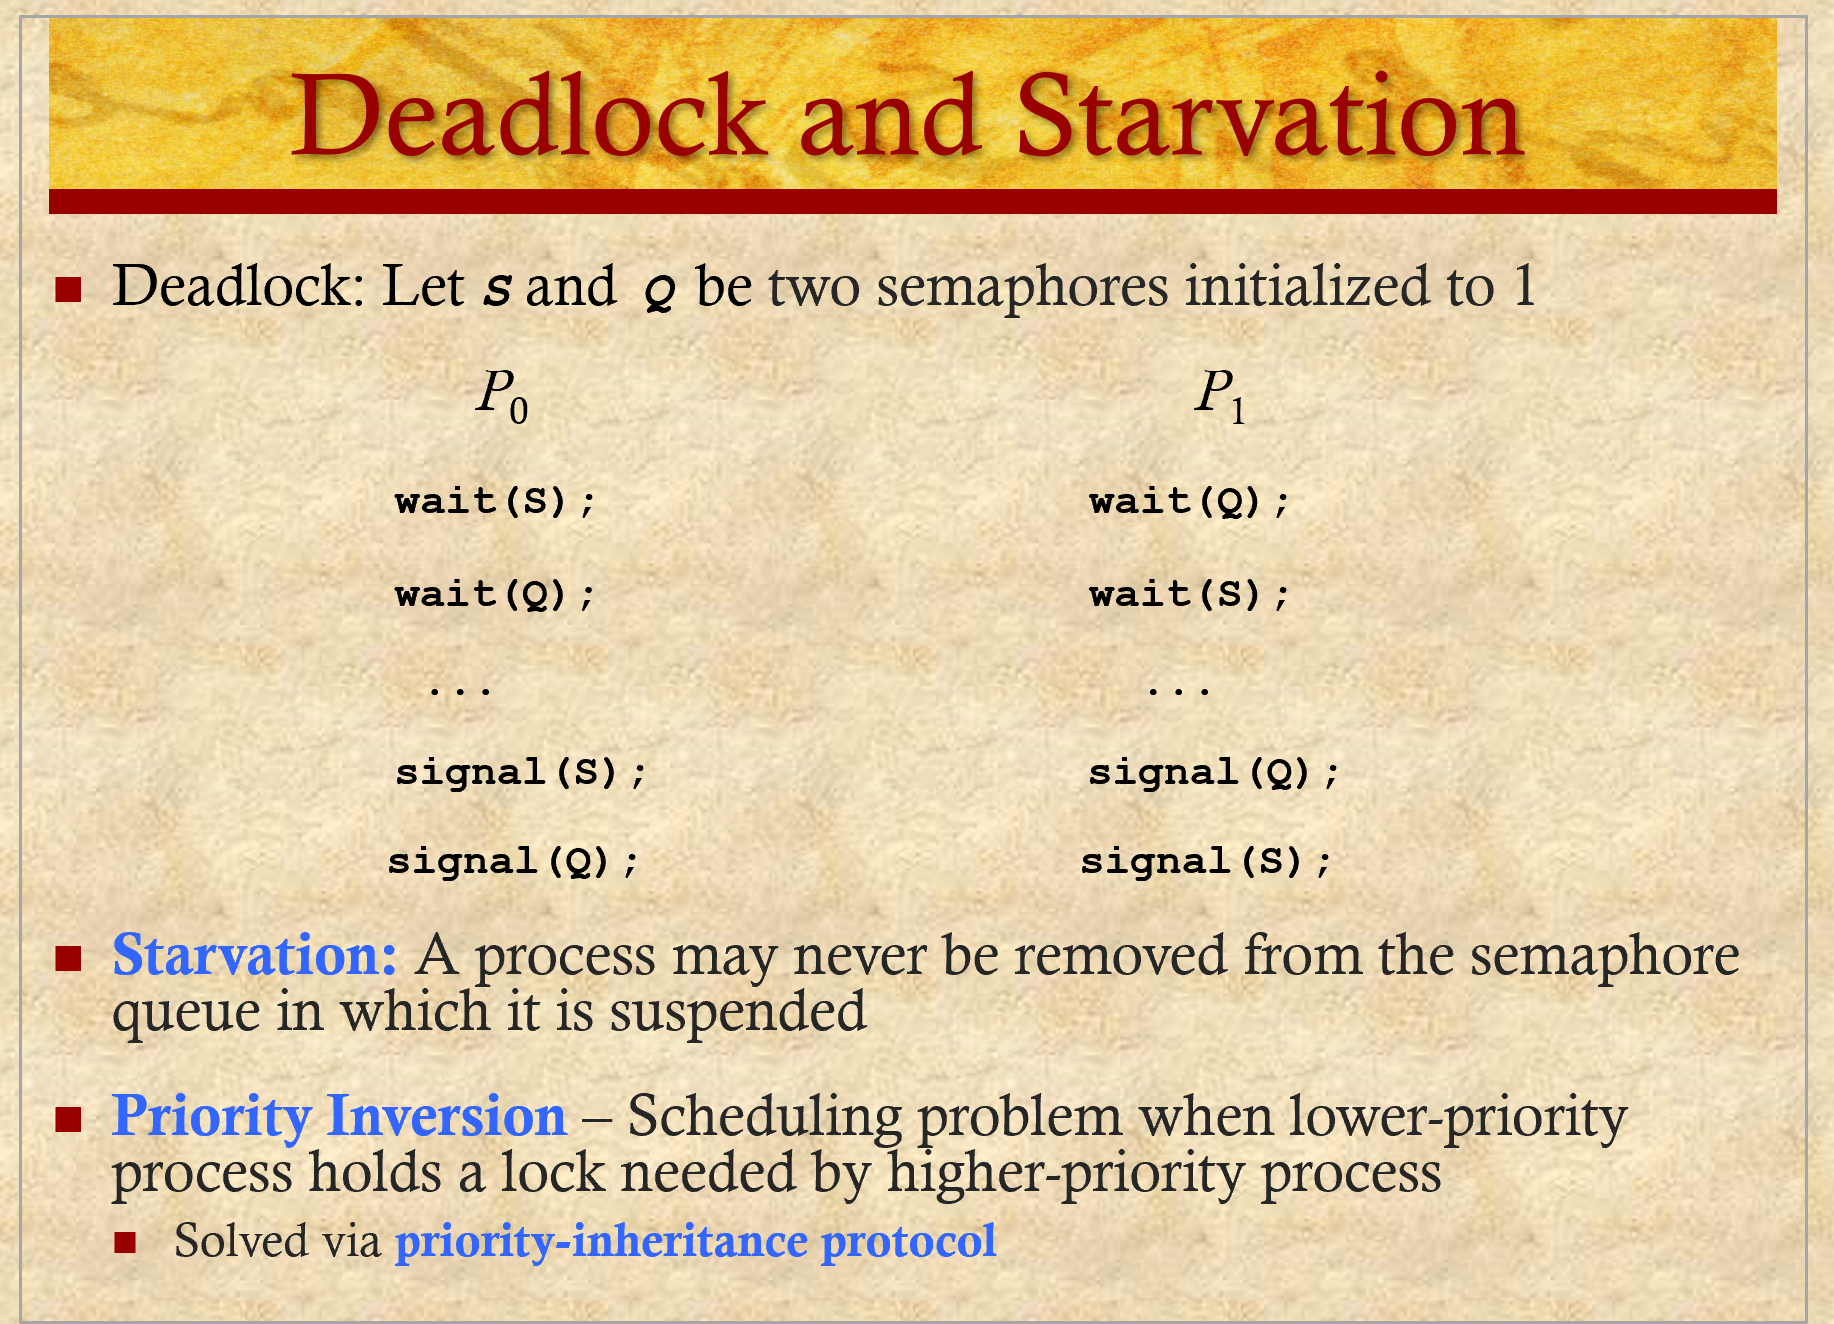 Deadlock and Starvation
Deadlock: Let S and Q be two semaphores initialized to 1
P0 P1
wait(S); wait(Q);
wait(Q); wait(S);
... ...
signal(S); signal(Q);
signal(Q); signal(S);
Starvation: A process may never be removed from the semaphore
queue in which it is suspended
Priority Inversion – Scheduling problem when lower-priority
process holds a lock needed by higher-priority process
Solved via priority-inheritance protocol